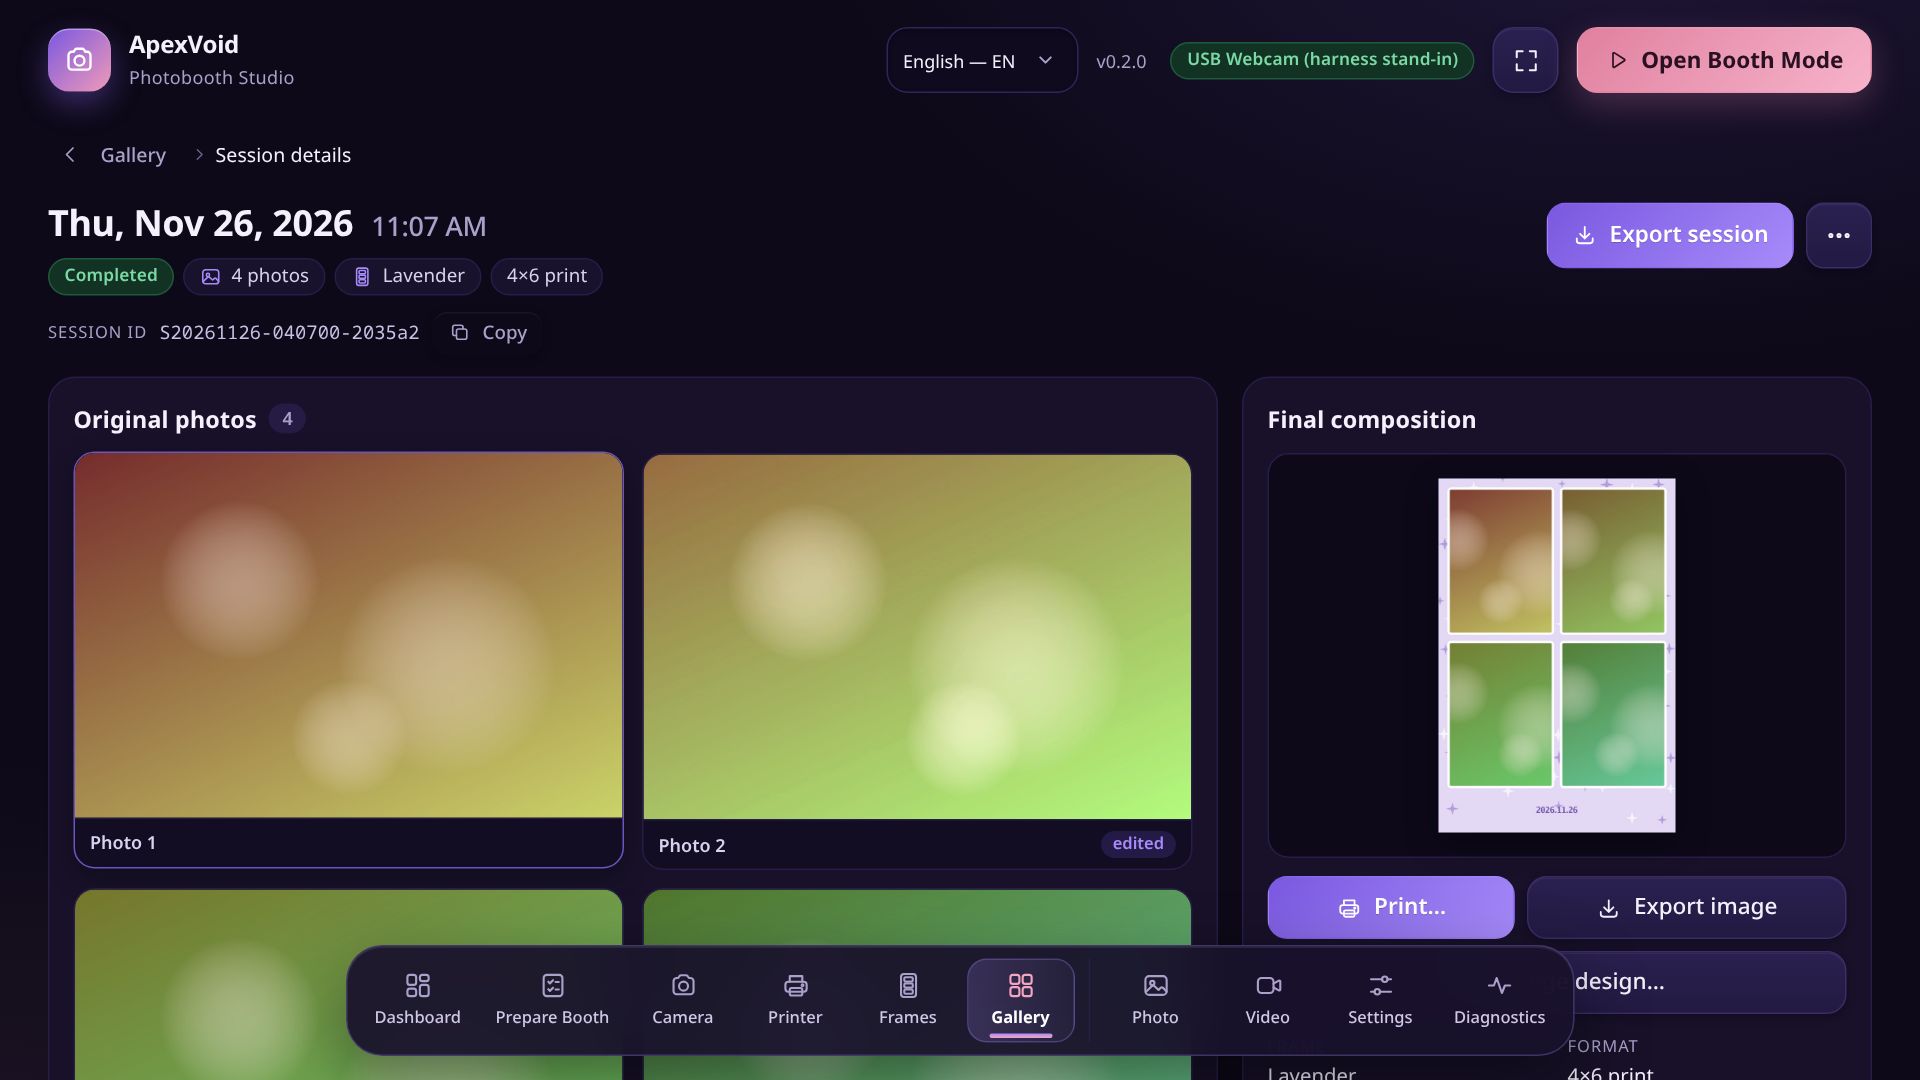 ApexVoid
Photobooth Studio
English — EN
v0.2.0
USB Webcam (harness stand-in)
Open Booth Mode
Gallery
Session details
Thu, Nov 26, 2026 11:07 AM
Export session
Completed
4 photos
Lavender
4×6 print
SESSION ID S20261126-040700-2035a2
Copy
Original photos 4
Photo 1
Photo 2
edited
Final composition
2026.11.26
Print...
Export image
design...
FORMAT
Lavender
4×6 print
Dashboard
Prepare Booth
Camera
Printer
Frames
Gallery
Photo
Video
Settings
Diagnostics